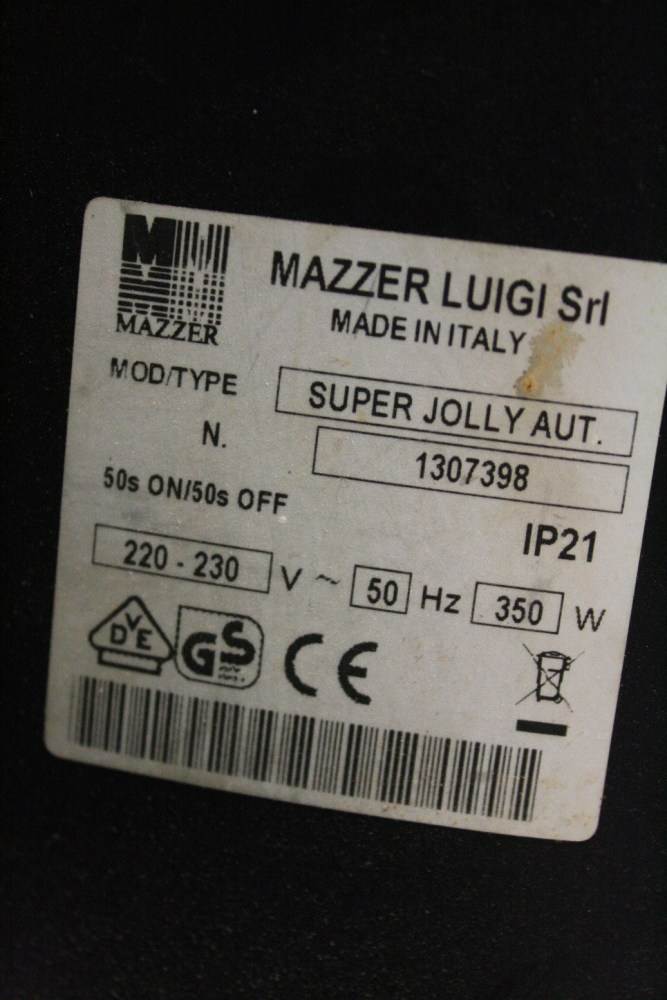 MAZZER
MAZZER LUIGI Srl
MADE IN ITALY
MOD/TYPE SUPER JOLLY AUT.
N. 1307398
50s ON/50s OFF
IP21
220 - 230 V ~ 50 Hz 350 W
DVE GS CE